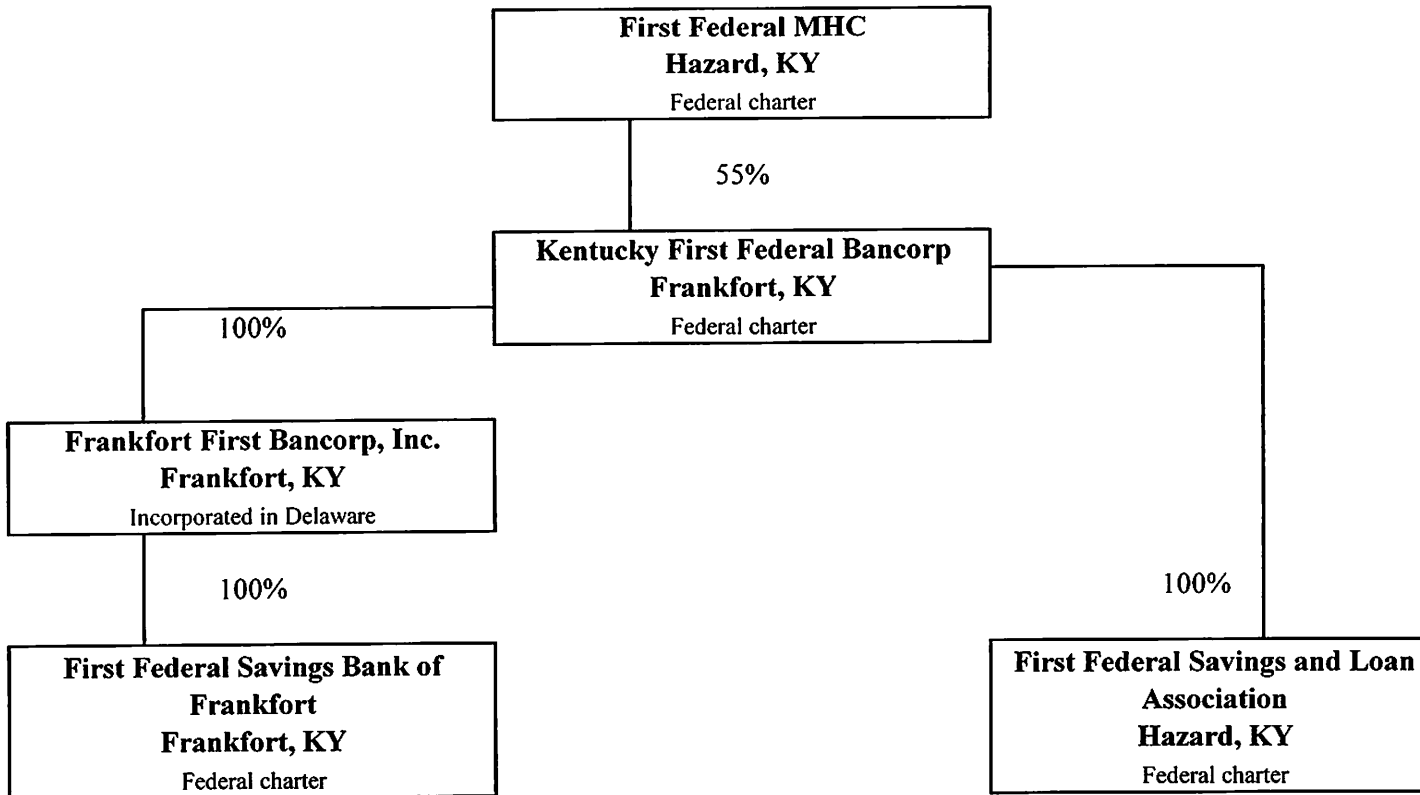 First Federal MHC
Hazard, KY
Federal charter
55%
Kentucky First Federal Bancorp
Frankfort, KY
Federal charter
100%
Frankfort First Bancorp, Inc.
Frankfort, KY
Incorporated in Delaware
100%
100%
First Federal Savings Bank of
Frankfort
Frankfort, KY
Federal charter
First Federal Savings and Loan
Association
Hazard, KY
Federal charter